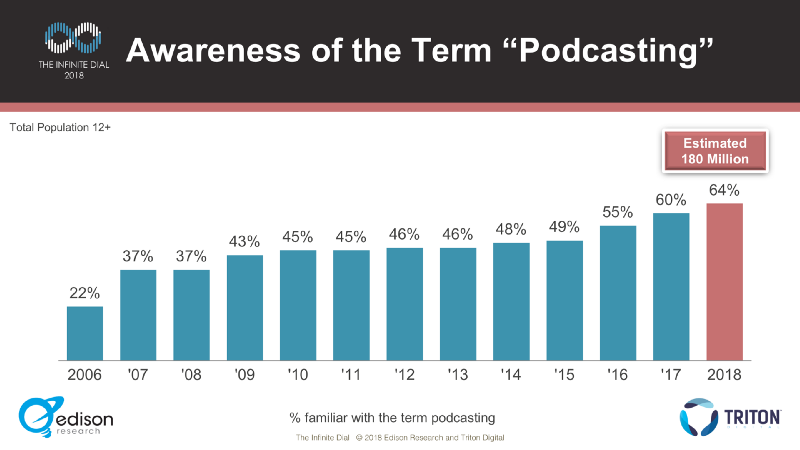 THE INFINITE DIAL
2018
Awareness of the Term “Podcasting”
Total Population 12+
Estimated
180 Million
22%
37%
37%
43%
45%
45%
46%
46%
48%
49%
55%
60%
64%
2006 '07 '08 '09 '10 '11 '12 '13 '14 '15 '16 '17 2018
edison
research
% familiar with the term podcasting
The Infinite Dial © 2018 Edison Research and Triton Digital
TRITON